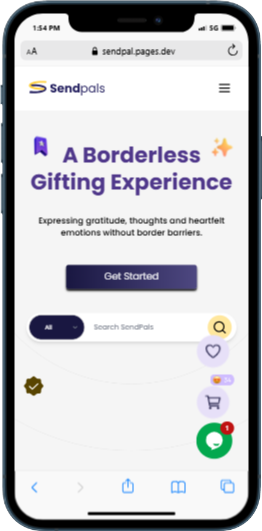 1:54 PM 5G
AA sendpal.pages.dev
Sendpals
A Borderless
Gifting Experience
Expressing gratitude, thoughts and heartfelt
emotions without border barriers.
Get Started
All Search SendPals
1